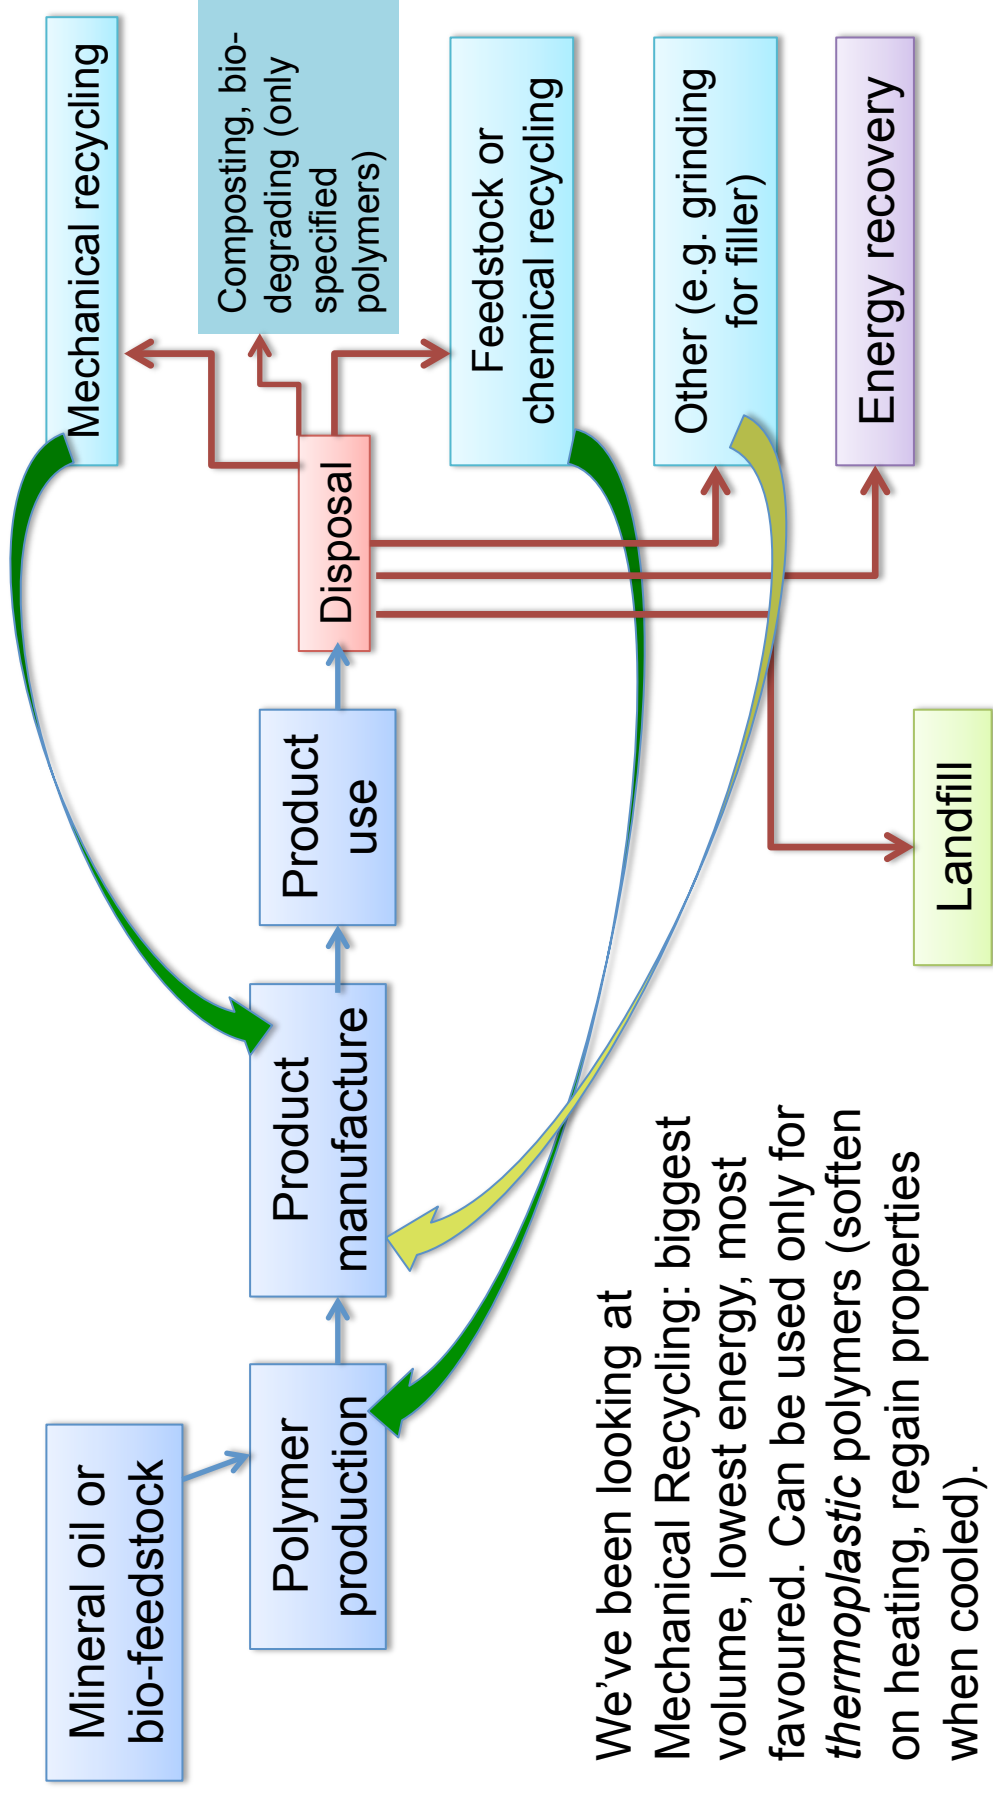 Mineral oil or
bio-feedstock
Polymer
production
Product
manufacture
Product
use
Disposal
Mechanical recycling
Composting, bio-
degrading (only
specified
polymers)
Feedstock or
chemical recycling
Other (e.g. grinding
for filler)
Energy recovery
Landfill
We’ve been looking at
Mechanical Recycling: biggest
volume, lowest energy, most
favoured. Can be used only for
thermoplastic polymers (soften
on heating, regain properties
when cooled).